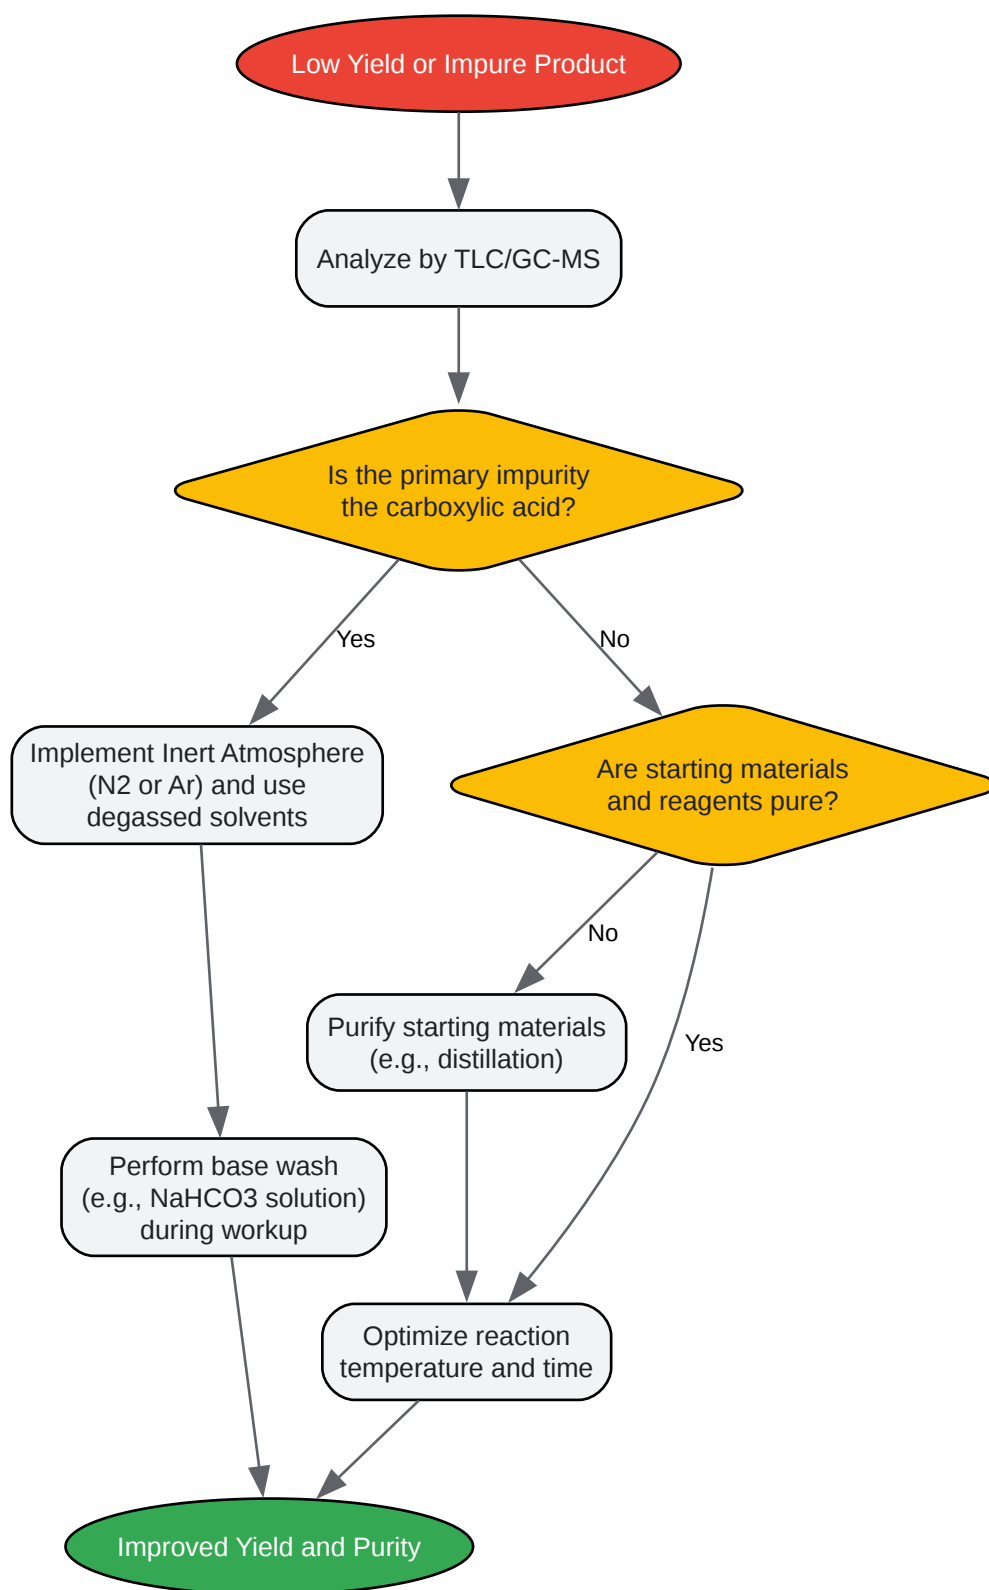 Low Yield or Impure Product
Analyze by TLC/GC-MS
Is the primary impurity
the carboxylic acid?
Yes
No
Implement Inert Atmosphere
(N2 or Ar) and use
degassed solvents
Are starting materials
and reagents pure?
No
Purify starting materials
(e.g., distillation)
Yes
Perform base wash
(e.g., NaHCO3 solution)
during workup
Optimize reaction
temperature and time
Improved Yield and Purity